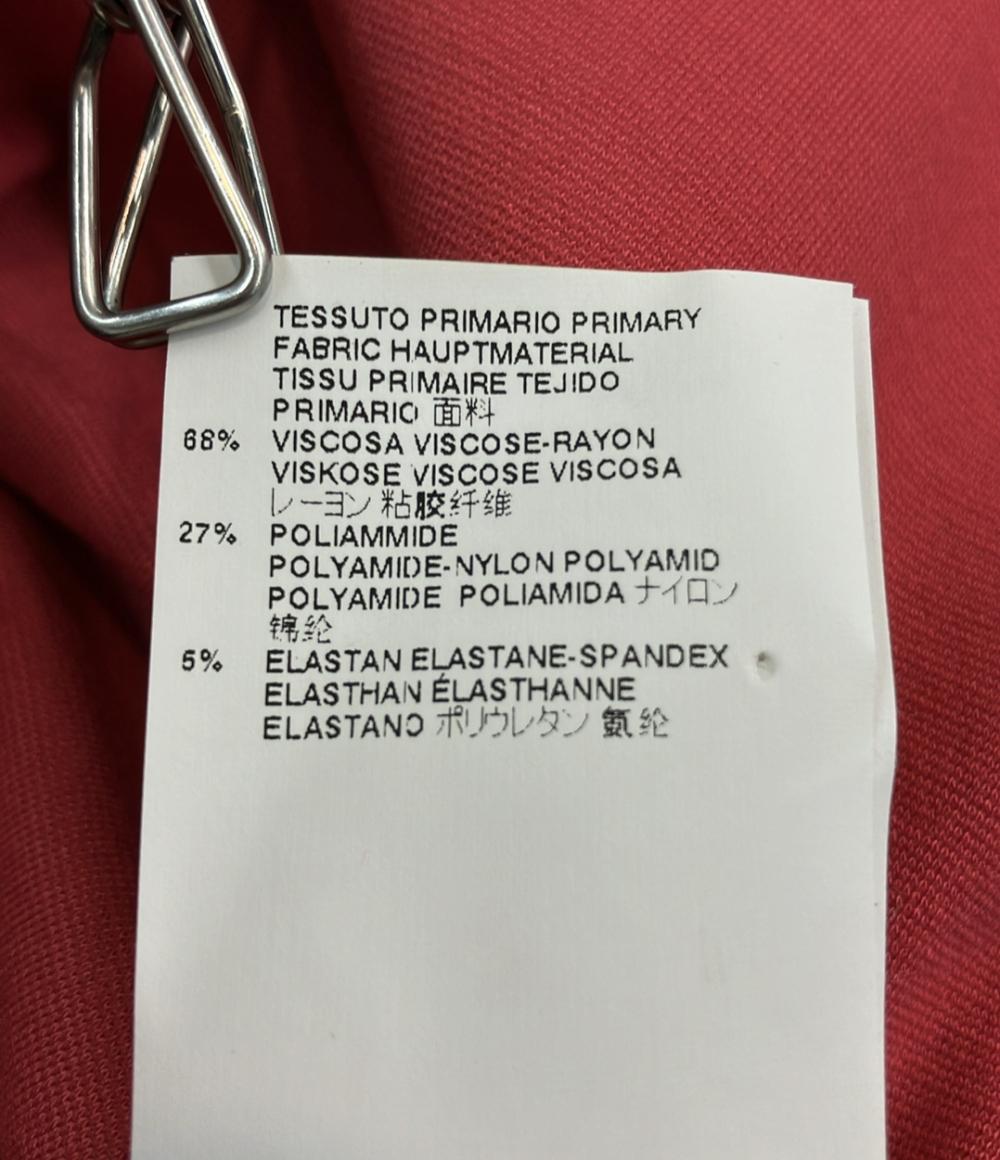 TESSUTO PRIMARIO PRIMARY
FABRIC HAUPTMATERIAL
TISSU PRIMAIRE TEJIDO
PRIMARIO 面料
68% VISCOSA VISCOSE-RAYON
VISKOSE VISCOSE VISCOSA
レーヨン 粘胶纤维
27% POLIAMMIDE
POLYAMIDE-NYLON POLYAMID
POLYAMIDE POLIAMIDA ナイロン
锦纶
5% ELASTAN ELASTANE-SPANDEX
ELASTHAN ÉLASTHANNE
ELASTANO ポリウレタン 氨纶